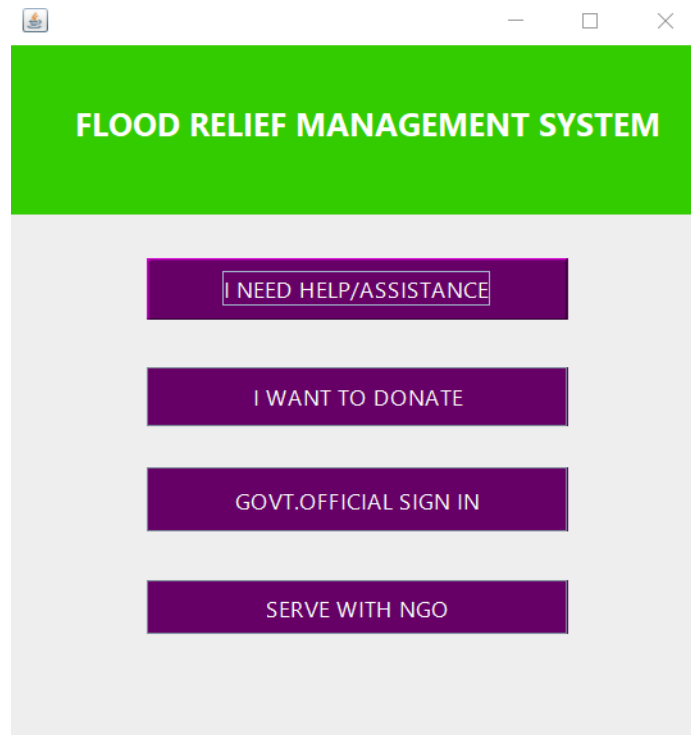 FLOOD RELIEF MANAGEMENT SYSTEM
I NEED HELP/ASSISTANCE
I WANT TO DONATE
GOVT.OFFICIAL SIGN IN
SERVE WITH NGO